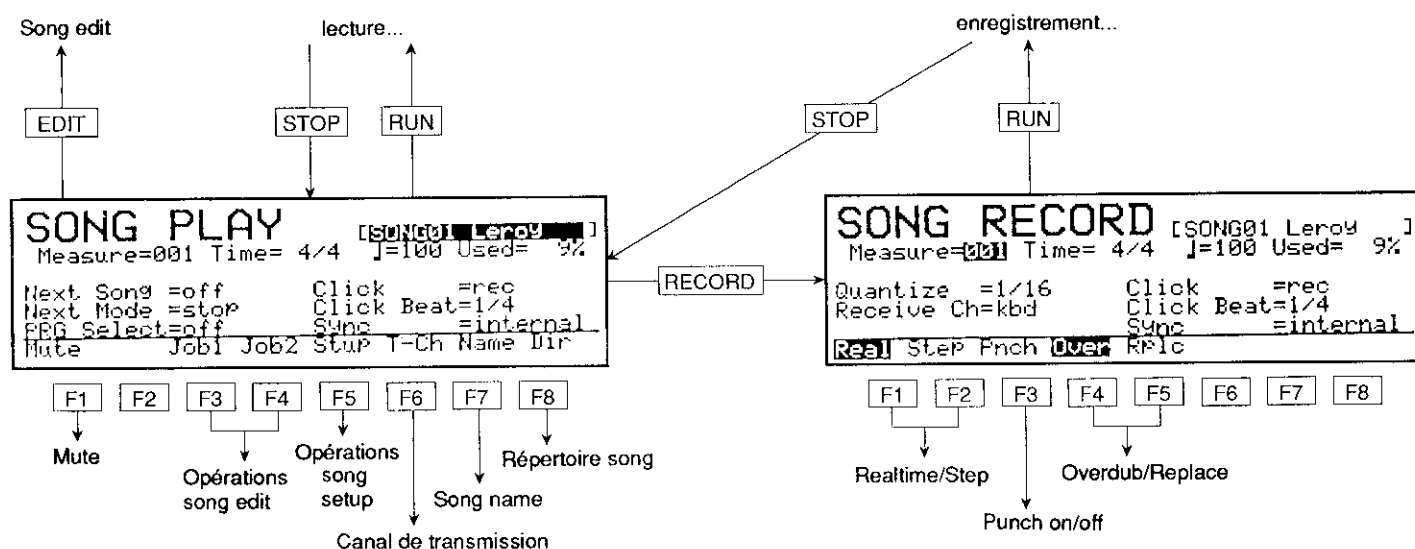 Song edit
lecture...
enregistrement...
EDIT
STOP
RUN
STOP
RUN
SONG PLAY [SONG01 Leroy ]
Measure=001 Time= 4/4 ♩=100 Used= 9%
Next Song =off Click =rec
Next Mode =stop Click Beat=1/4
PRG Select=off Sync =internal
Mute Job1 Job2 Stup T-Ch Name Dir
RECORD
SONG RECORD [SONG01 Leroy ]
Measure=001 Time= 4/4 ♩=100 Used= 9%
Quantize =1/16 Click =rec
Receive Ch=kbd Click Beat=1/4
Sync =internal
Real Step Pnch Over Rplc
F1 F2 F3 F4 F5 F6 F7 F8
Mute
Opérations
song edit
Opérations
song
setup
Canal de transmission
Song name
Répertoire song
F1 F2 F3 F4 F5 F6 F7 F8
Realtime/Step
Punch on/off
Overdub/Replace